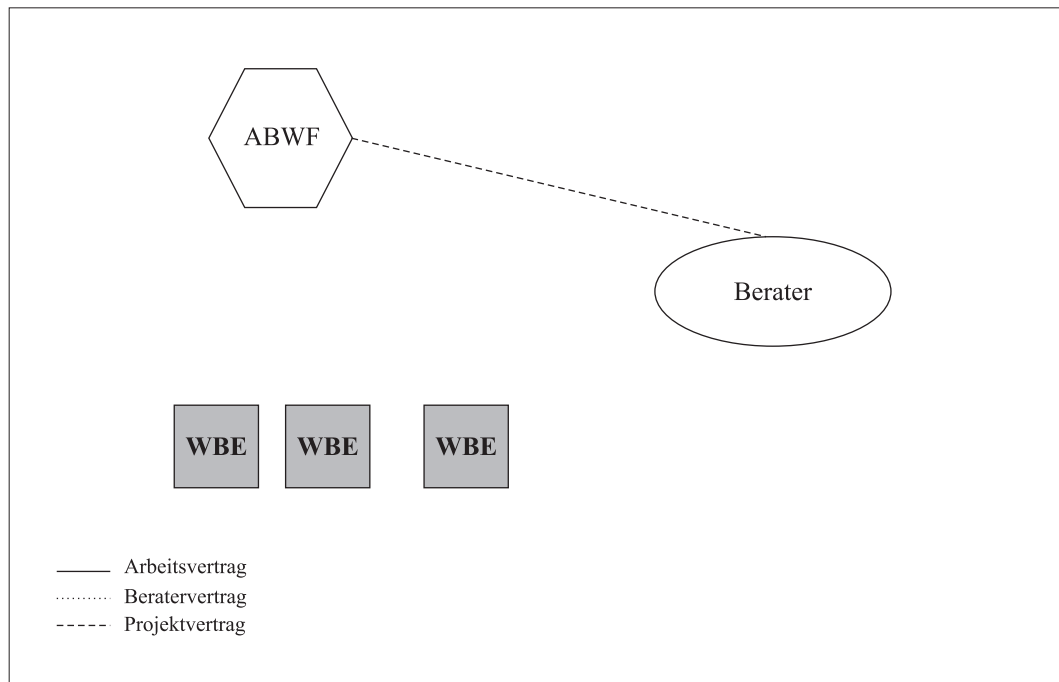 ABWF
Berater
WBE WBE WBE
Arbeitsvertrag
Beratervertrag
Projektvertrag